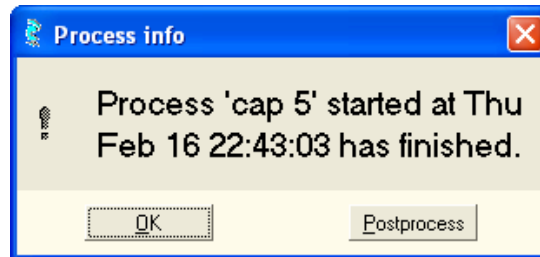 Process info
Process 'cap 5' started at Thu
Feb 16 22:43:03 has finished.
OK
Postprocess